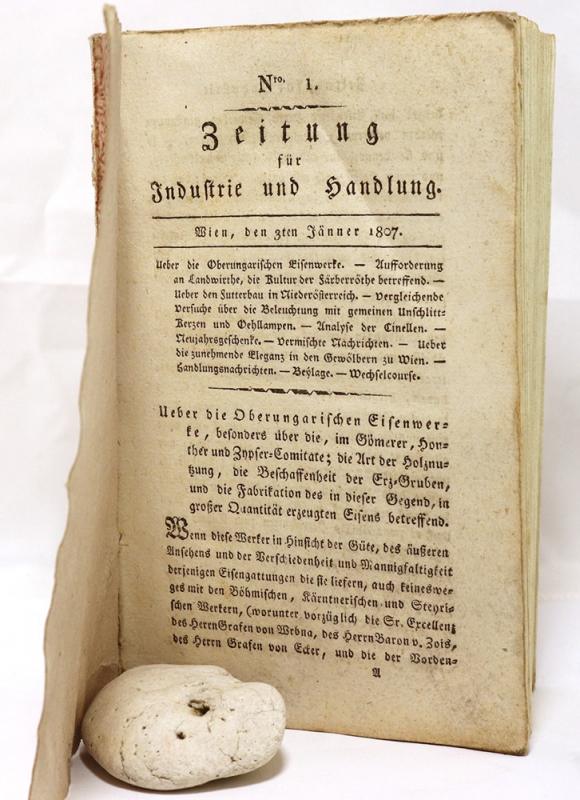 Nro. 1.
Zeitung
für
Industrie und Handlung.
Wien, den 3ten Jänner 1807.
Ueber die Oberungarischen Eisenwerke. — Aufforderung
an Landwirthe, die Kultur der Färberröthe betreffend. —
Ueber den Futterbau in Niederösterreich. — Vergleichende
Versuche über die Beleuchtung mit gemeinen Unschlitt=
Kerzen und Oehllampen. — Analyse der Cinellen. —
Neujahrsgeschenke. — Vermischte Nachrichten. — Ueber
die zunehmende Eleganz in den Gewölbern zu Wien. —
Handlungsnachrichten. — Beylage. — Wechselcourse.
Ueber die Oberungarischen Eisenwer=
ke, besonders über die, im Gömerer, Hon=
ther und Zypser=Comitate; die Art der Holznu=
tzung, die Beschaffenheit der Erz=Gruben,
und die Fabrikation des in dieser Gegend, in
großer Quantität erzeugten Eisens betreffend.
Wenn diese Werker in Hinsicht der Güte, des äußeren
Ansehens und der Verschiedenheit und Mannigfaltigkeit
derjenigen Eisengattungen die sie liefern, auch keineswe=
ges mit den Böhmischen, Kärntnerischen und Steyri=
schen Werkern, (worunter vorzüglich die Sr. Excellenz
des Herrn Grafen von Wrbna, des Herrn Baron v. Zois,
des Herrn Grafen von Ecker, und die der Vorden=
A